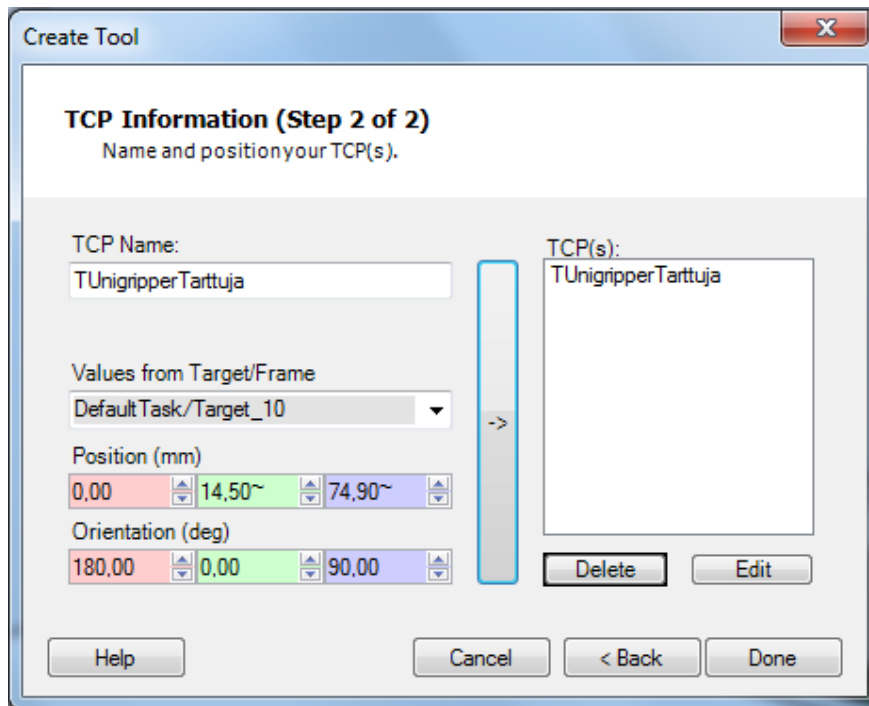 Create Tool
X
TCP Information (Step 2 of 2)
Name and positionyour TCP(s).
TCP Name:
TUnigripperTarttuja
Values from Target/Frame
DefaultTask/Target_10
Position (mm)
0,00 14,50~ 74,90~
Orientation (deg)
180,00 0,00 90,00
->
TCP(s):
TUnigripperTarttuja
Delete Edit
Help Cancel < Back Done